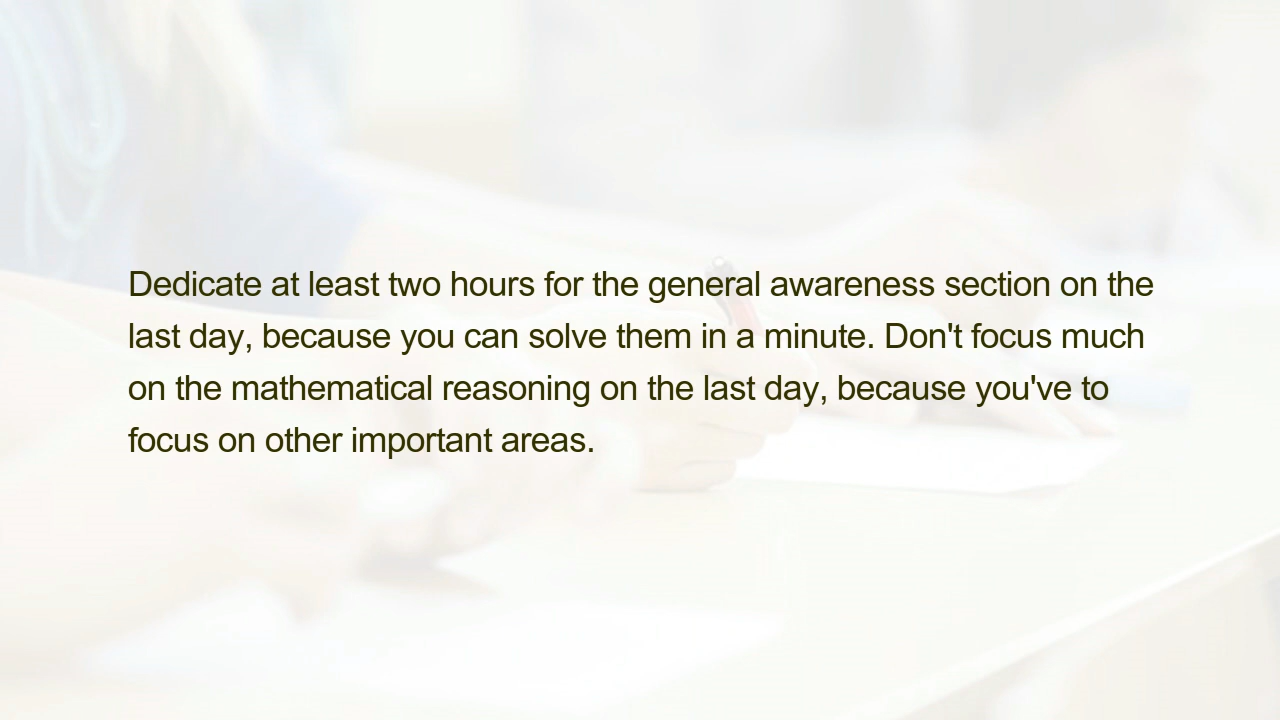 Dedicate at least two hours for the general awareness section on the
last day, because you can solve them in a minute. Don't focus much
on the mathematical reasoning on the last day, because you've to
focus on other important areas.